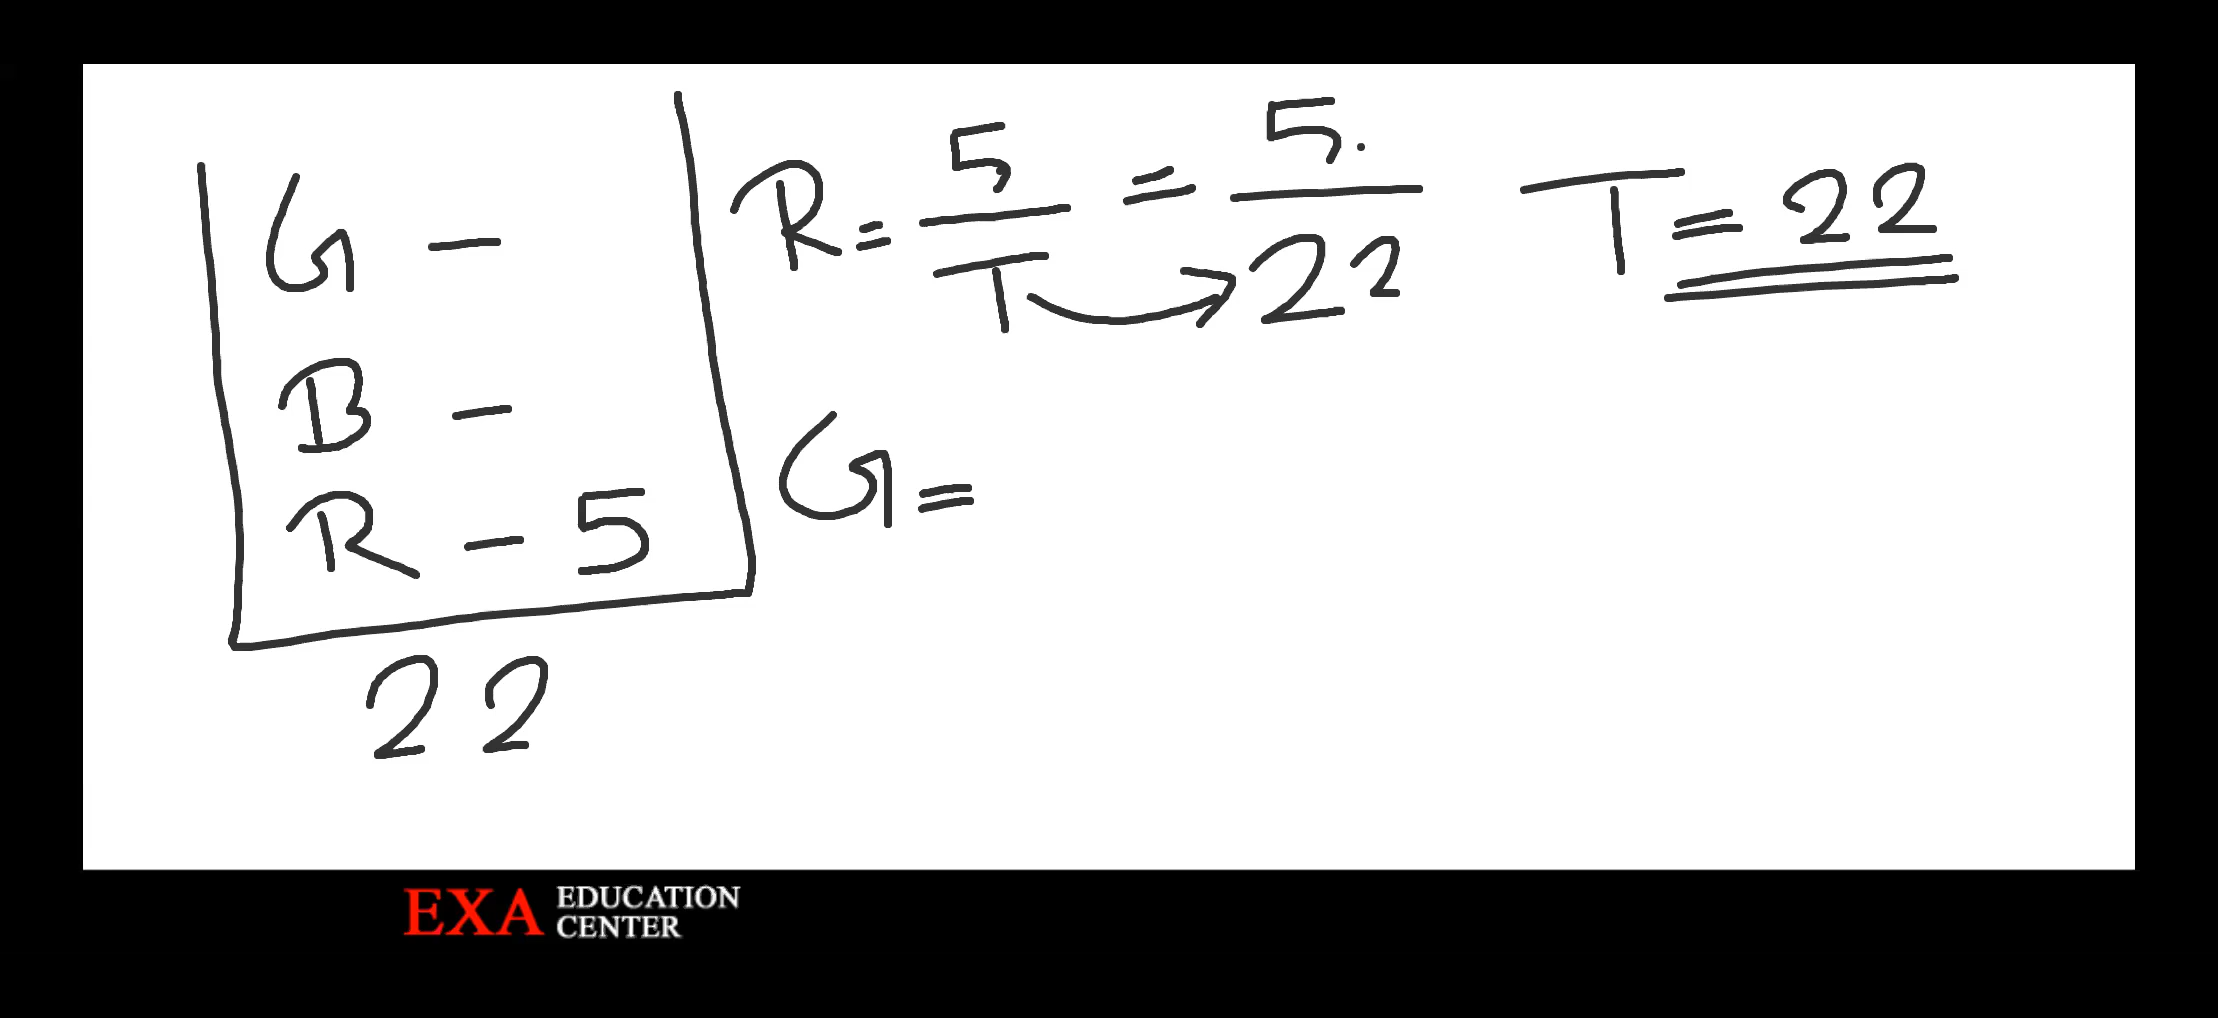 G -
B -
R - 5
22
R = 5/T = 5./22 T = 22
G =
EXA EDUCATION
CENTER